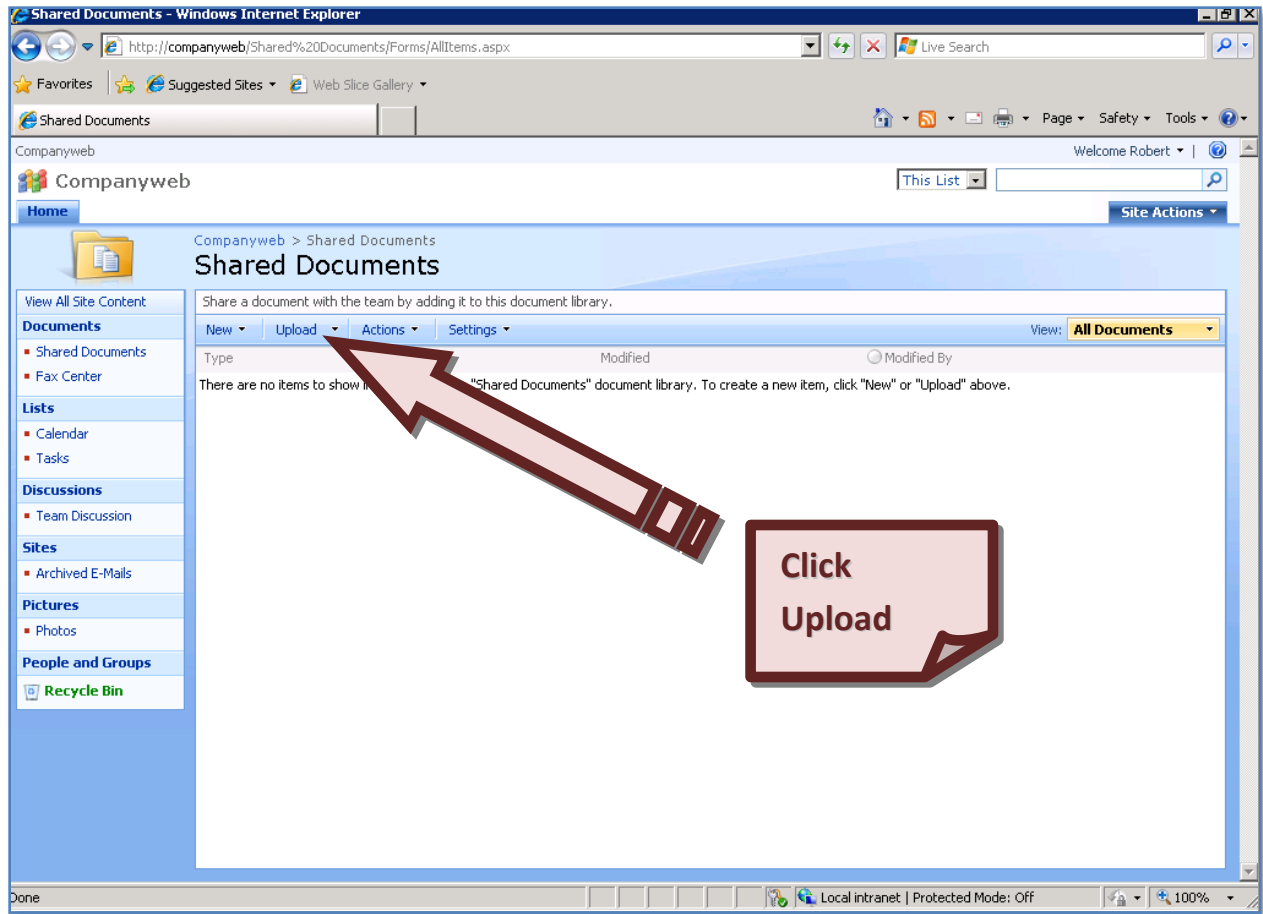 Shared Documents - Windows Internet Explorer
http://companyweb/Shared%20Documents/Forms/AllItems.aspx
Live Search
Favorites Suggested Sites Web Slice Gallery
Shared Documents
Page Safety Tools
Companyweb
Welcome Robert |
Companyweb
This List
Home
Site Actions
Companyweb > Shared Documents
Shared Documents
View All Site Content
Documents
Shared Documents
Fax Center
Lists
Calendar
Tasks
Discussions
Team Discussion
Sites
Archived E-Mails
Pictures
Photos
People and Groups
Recycle Bin
Share a document with the team by adding it to this document library.
New Upload Actions Settings View: All Documents
Type Modified Modified By
There are no items to show "Shared Documents" document library. To create a new item, click "New" or "Upload" above.
Click
Upload
Done
Local intranet | Protected Mode: Off
100%